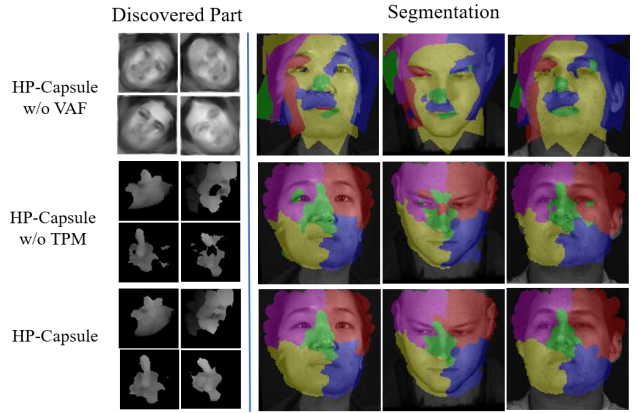 Discovered Part
Segmentation
HP-Capsule
w/o VAF
HP-Capsule
w/o TPM
HP-Capsule